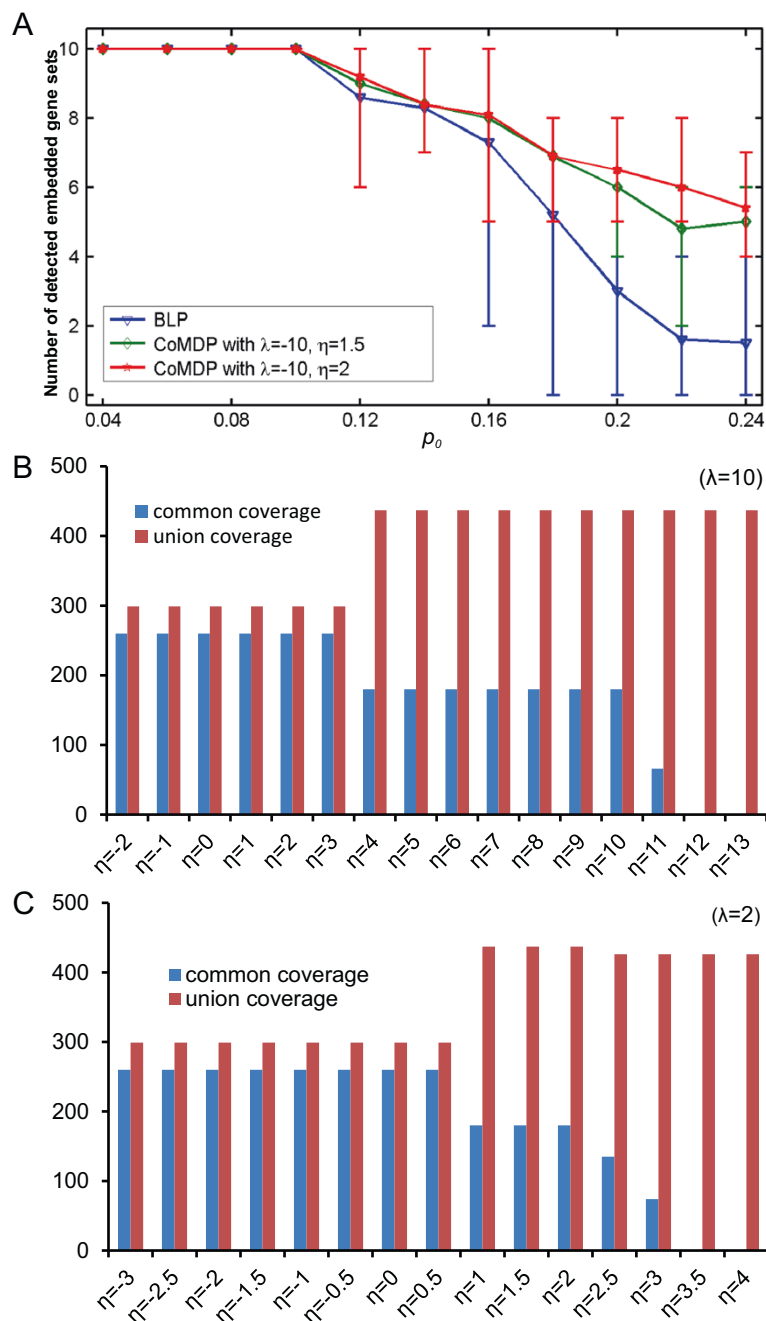 A
Number of detected embedded gene sets
10
8
6
4
2
0
BLP
CoMDP with λ=-10, η=1.5
CoMDP with λ=-10, η=2
0.04
0.08
0.12
0.16
0.2
0.24
p₀
B
(λ=10)
common coverage
union coverage
500
400
300
200
100
0
η=-2
η=-1
η=0
η=1
η=2
η=3
η=4
η=5
η=6
η=7
η=8
η=9
η=10
η=11
η=12
η=13
C
(λ=2)
common coverage
union coverage
500
400
300
200
100
0
η=-3
η=-2.5
η=-2
η=-1.5
η=-1
η=-0.5
η=0
η=0.5
η=1
η=1.5
η=2
η=2.5
η=3
η=3.5
η=4